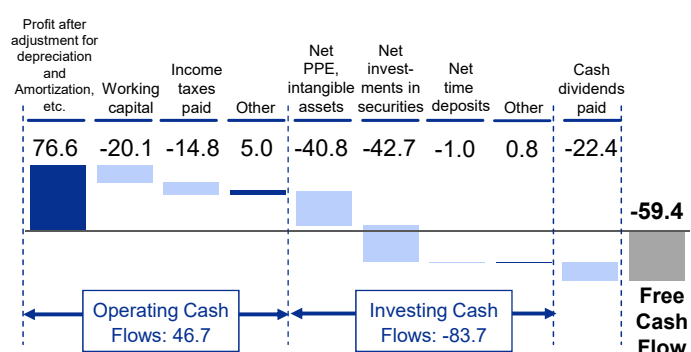 Profit after
adjustment for
depreciation
and
Amortization,
etc.
Working
capital
Income
taxes
paid
Other
Net
PPE,
intangible
assets
Net
invest-
ments in
securities
Net
time
deposits
Other
Cash
dividends
paid
76.6 -20.1 -14.8 5.0 -40.8 -42.7 -1.0 0.8 -22.4
-59.4
Operating Cash
Flows: 46.7
Investing Cash
Flows: -83.7
Free
Cash
Flow